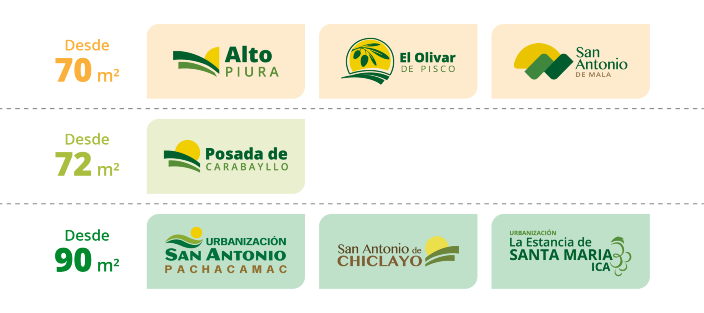 Desde
70 m²
Alto
PIURA
El Olivar
DE PISCO
San
Antonio
DE MALA
Desde
72 m²
Posada de
CARABAYLLO
Desde
90 m²
URBANIZACIÓN
SAN ANTONIO
PACHACAMAC
San Antonio de
CHICLAYO
URBANIZACIÓN
La Estancia de
SANTA MARIA
ICA